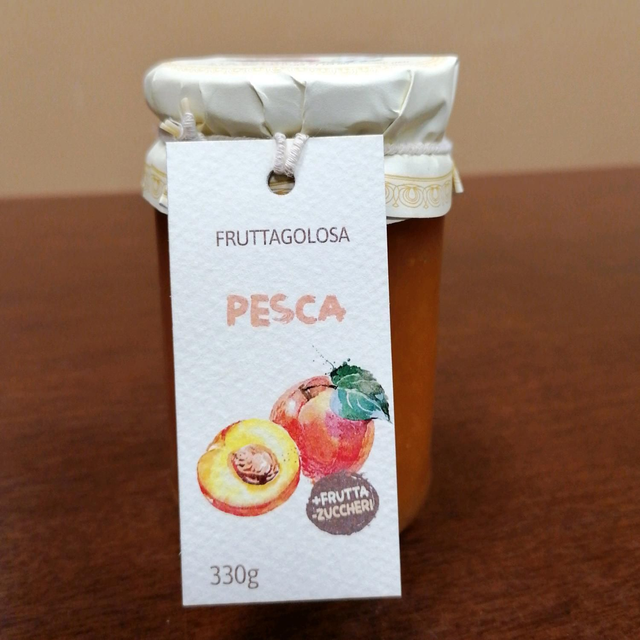 FRUTTAGOLOSA
PESCA
+FRUTTA
-ZUCCHERI
330g